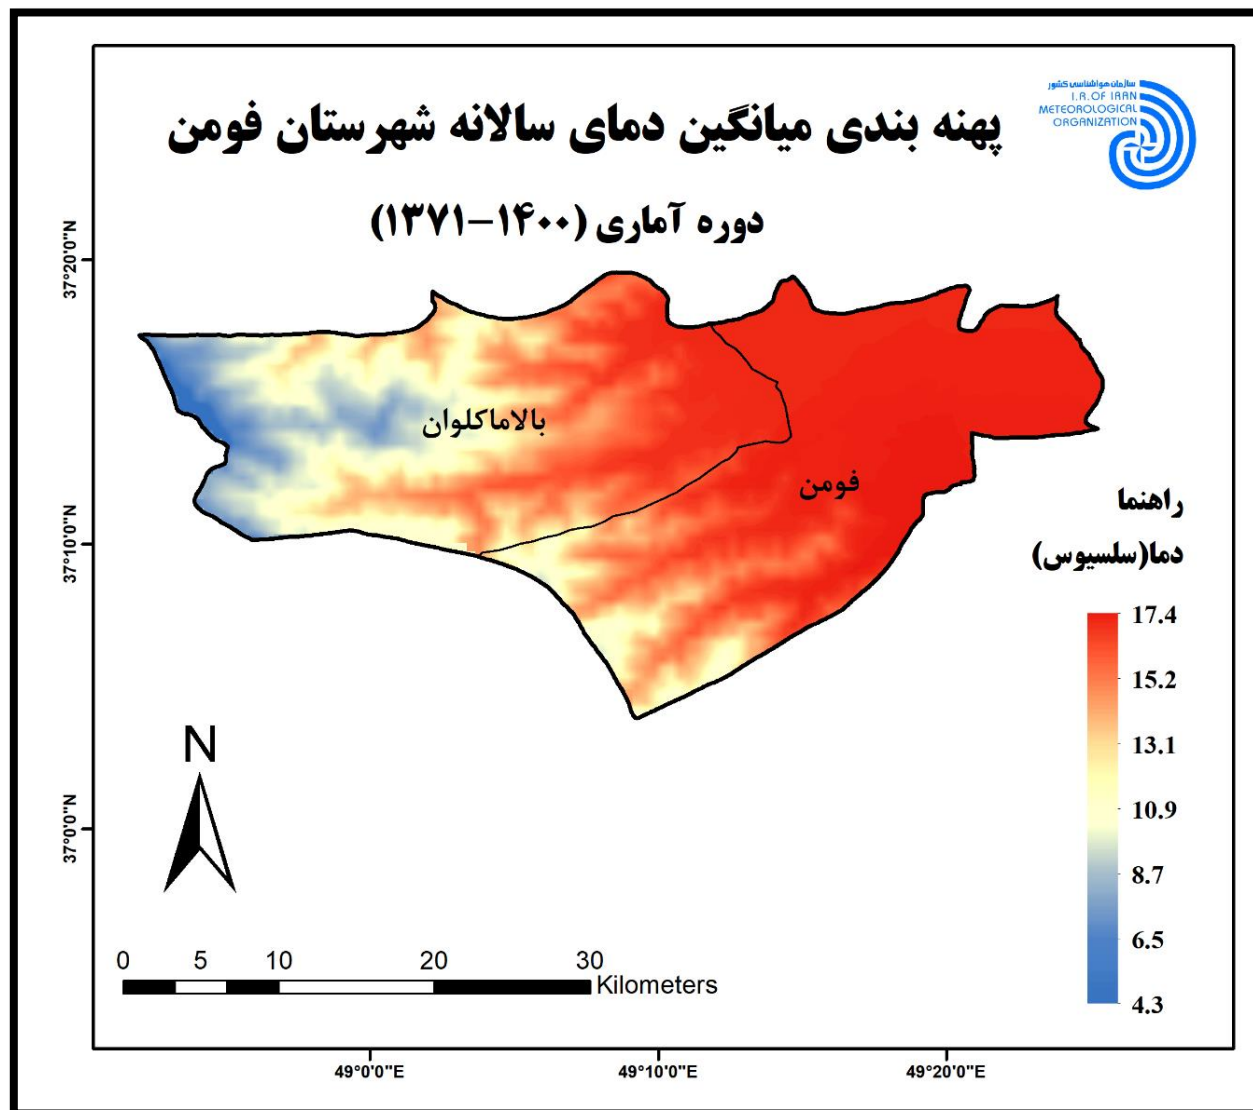 سازمان هواشناسی کشور
I.R.OF IRAN
METEOROLOGICAL
ORGANIZATION
پهنه بندی میانگین دمای سالانه شهرستان فومن
دوره آماری (۱۴۰۰-۱۳۷۱)
37°20'0"N
37°10'0"N
37°0'0"N
بالاماکلوان
فومن
راهنما
دما(سلسیوس)
17.4
15.2
13.1
10.9
8.7
6.5
4.3
N
0 5 10 20 30
Kilometers
49°0'0"E 49°10'0"E 49°20'0"E